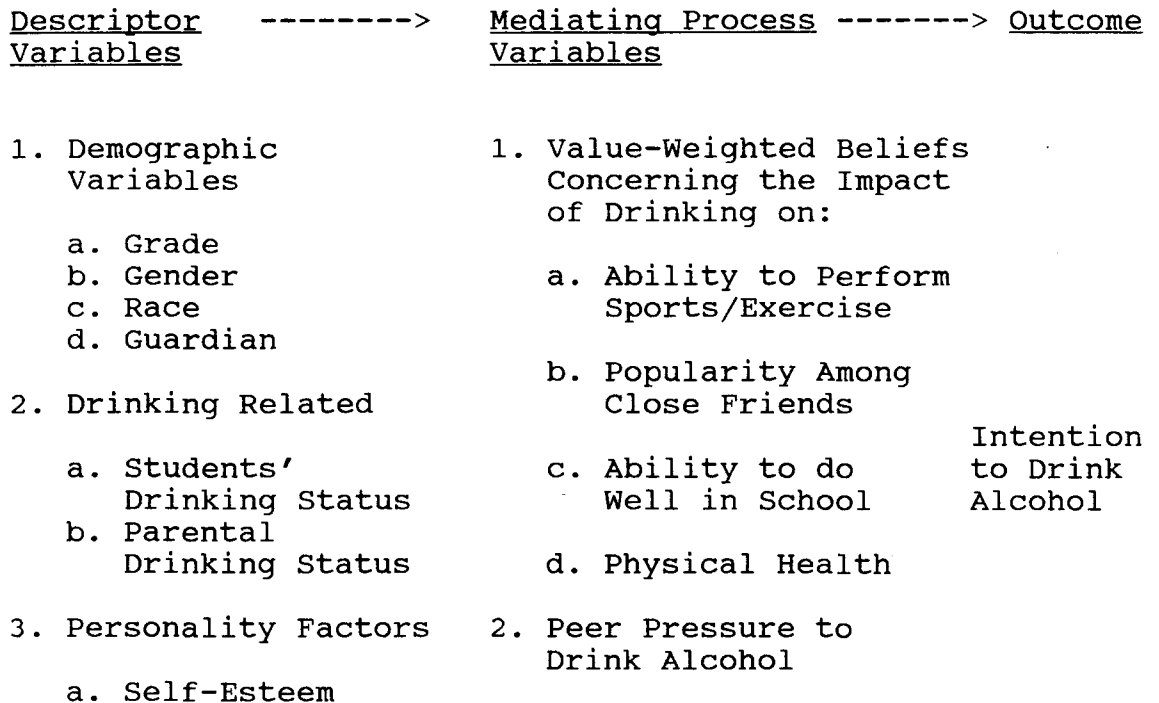 Descriptor --------> Mediating Process -------> Outcome
Variables Variables
1. Demographic
Variables
a. Grade
b. Gender
c. Race
d. Guardian
2. Drinking Related
a. Students'
Drinking Status
b. Parental
Drinking Status
3. Personality Factors
a. Self-Esteem
1. Value-Weighted Beliefs
Concerning the Impact
of Drinking on:
a. Ability to Perform
Sports/Exercise
b. Popularity Among
Close Friends
c. Ability to do
Well in School
d. Physical Health
2. Peer Pressure to
Drink Alcohol
Intention
to Drink
Alcohol